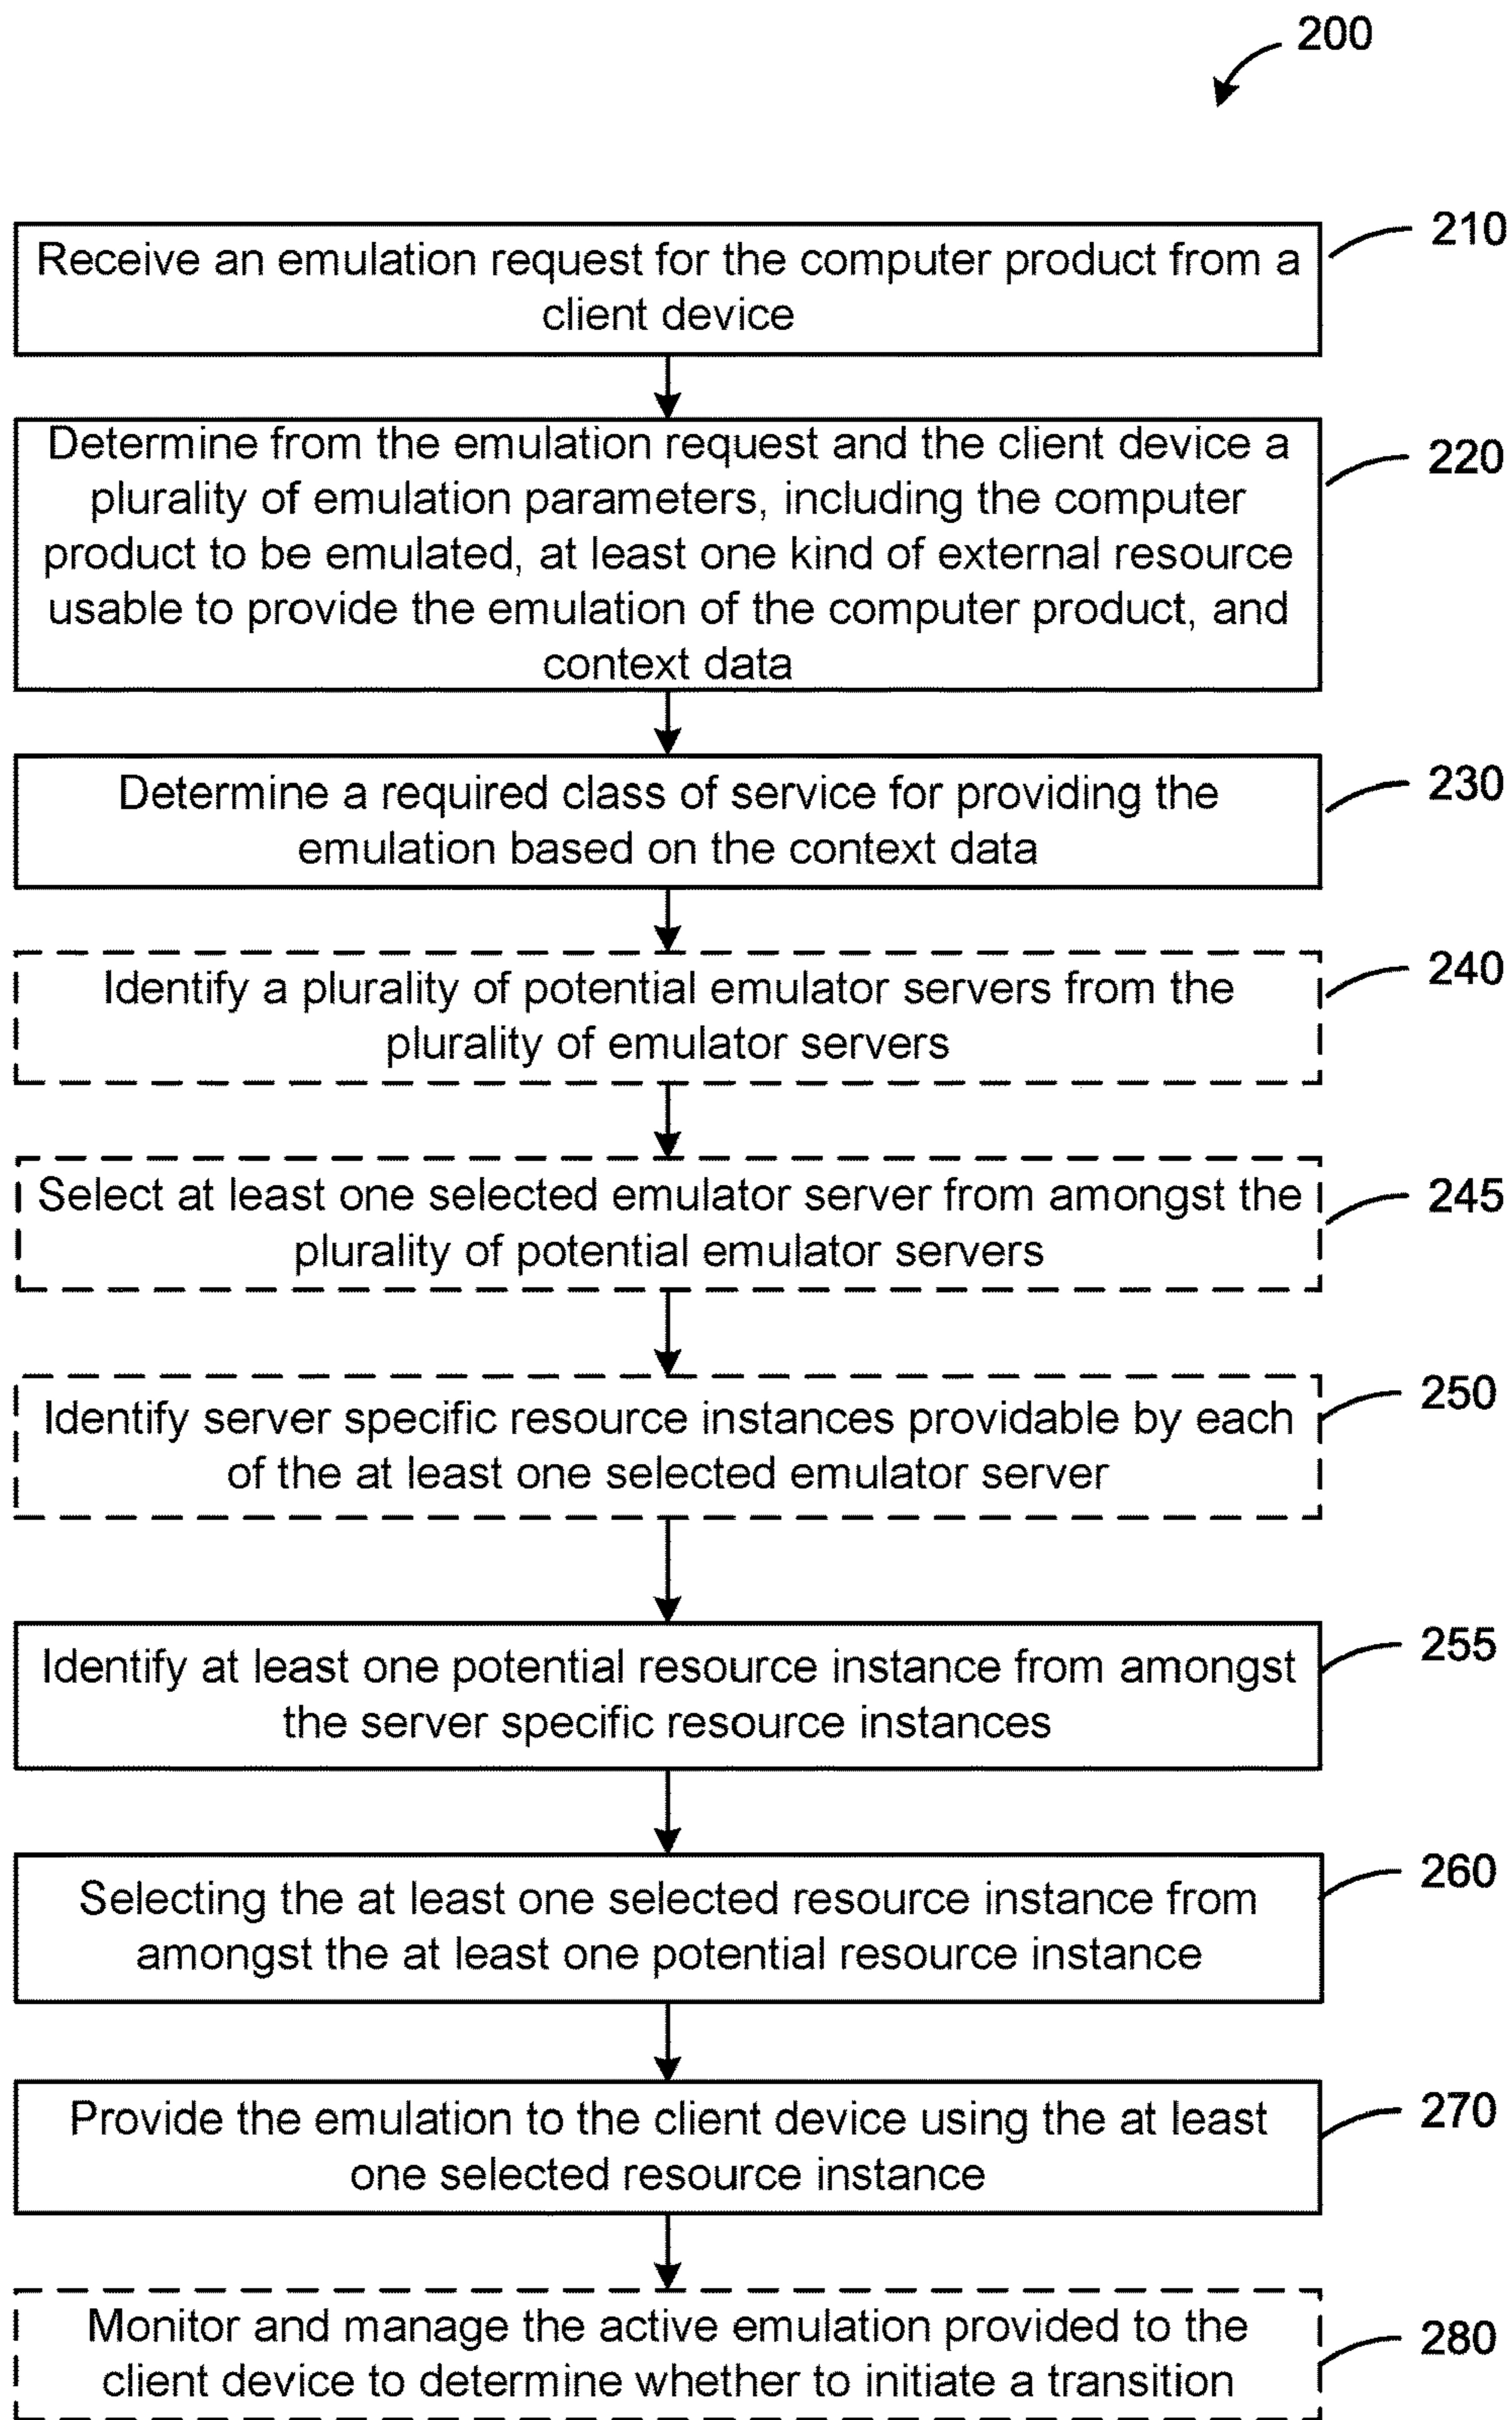 200
Receive an emulation request for the computer product from a
client device
210
Determine from the emulation request and the client device a
plurality of emulation parameters, including the computer
product to be emulated, at least one kind of external resource
usable to provide the emulation of the computer product, and
context data
220
Determine a required class of service for providing the
emulation based on the context data
230
Identify a plurality of potential emulator servers from the
plurality of emulator servers
240
Select at least one selected emulator server from amongst the
plurality of potential emulator servers
245
Identify server specific resource instances providable by each
of the at least one selected emulator server
250
Identify at least one potential resource instance from amongst
the server specific resource instances
255
Selecting the at least one selected resource instance from
amongst the at least one potential resource instance
260
Provide the emulation to the client device using the at least
one selected resource instance
270
Monitor and manage the active emulation provided to the
client device to determine whether to initiate a transition
280